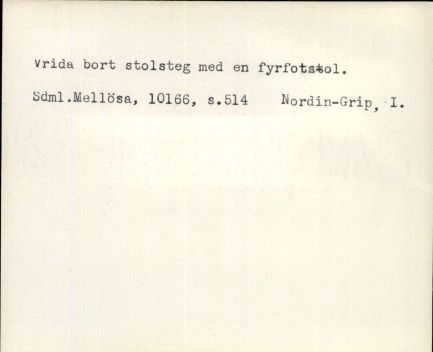 Vrida bort stolsteg med en fyrfotstol.
Sdml.Mellösa, 10166, s.514 Nordin-Grip, I.